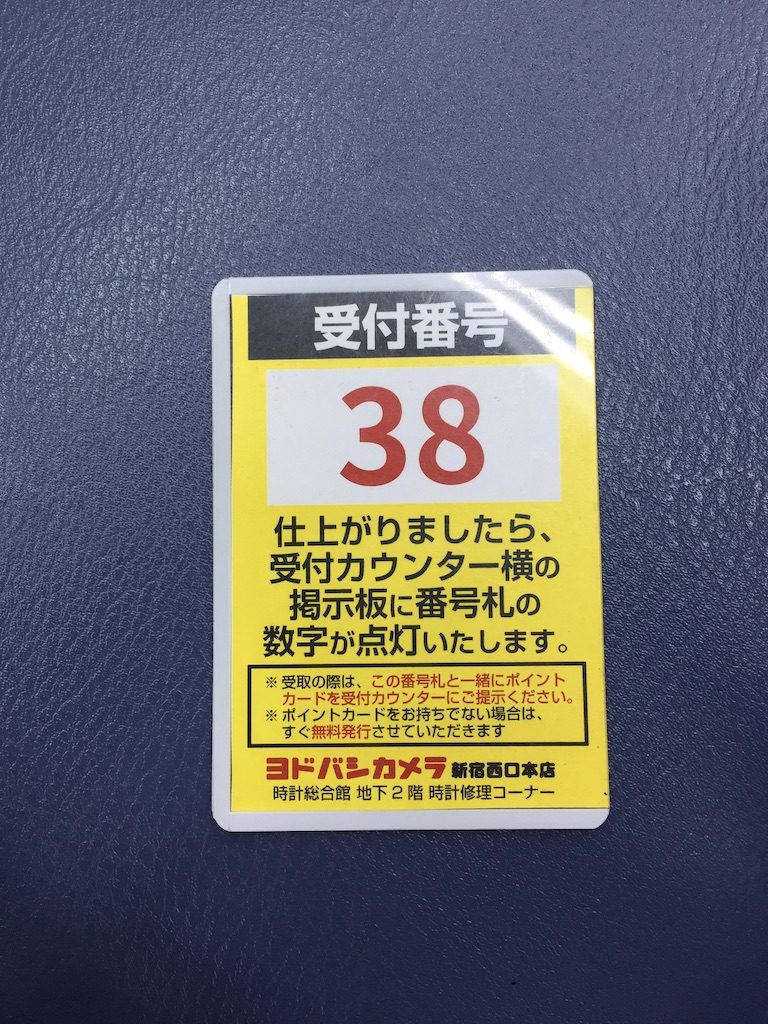 受付番号
38
仕上がりましたら、
受付カウンター横の
掲示板に番号札の
数字が点灯いたします。
※ 受取の際は、この番号札と一緒にポイント
カードを受付カウンターにご提示ください。
※ ポイントカードをお持ちでない場合は、
すぐ無料発行させていただきます
ヨドバシカメラ 新宿西口本店
時計総合館 地下2階 時計修理コーナー